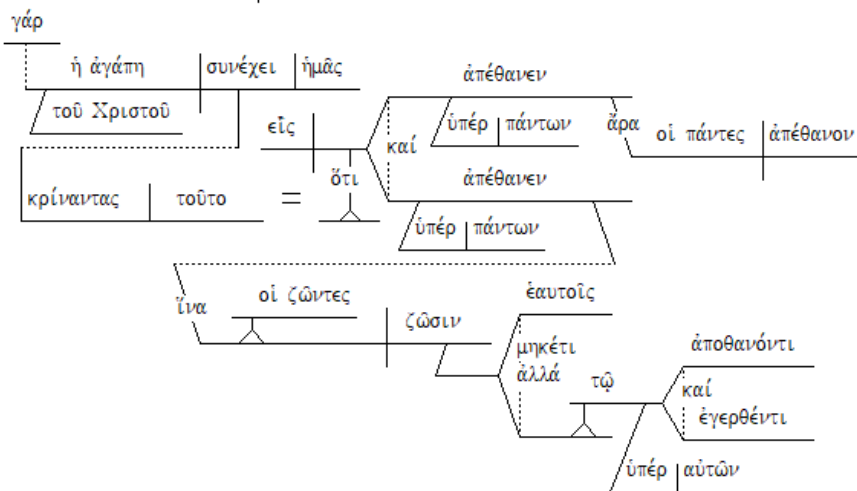 γάρ
ἡ ἀγάπη συνέχει ἡμᾶς
τοῦ Χριστοῦ
ἀπέθανεν
εἷς καί ὑπέρ πάντων ἄρα οἱ πάντες ἀπέθανον
κρίναντας τοῦτο = ὅτι ἀπέθανεν
ὑπέρ πάντων
ἵνα οἱ ζῶντες ζῶσιν ἑαυτοῖς
μηκέτι
ἀλλά τῷ ἀποθανόντι
καί
ἐγερθέντι
ὑπέρ αὐτῶν